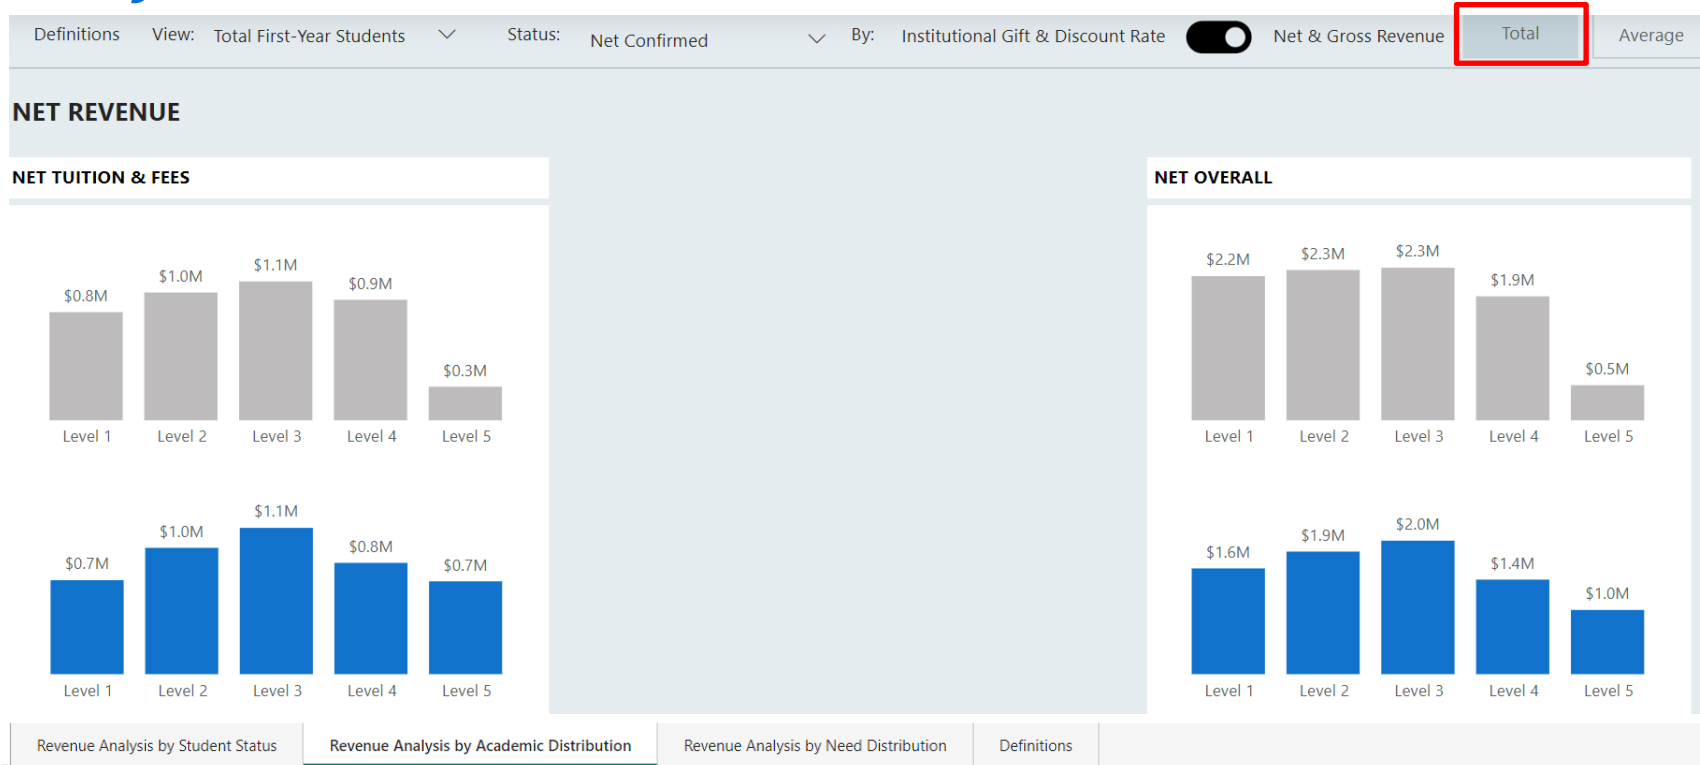 Definitions View: Total First-Year Students Status: Net Confirmed By: Institutional Gift & Discount Rate Net & Gross Revenue Total Average
NET REVENUE
NET TUITION & FEES
$0.8M $1.0M $1.1M $0.9M $0.3M
Level 1 Level 2 Level 3 Level 4 Level 5
$0.7M $1.0M $1.1M $0.8M $0.7M
Level 1 Level 2 Level 3 Level 4 Level 5
NET OVERALL
$2.2M $2.3M $2.3M $1.9M $0.5M
Level 1 Level 2 Level 3 Level 4 Level 5
$1.6M $1.9M $2.0M $1.4M $1.0M
Level 1 Level 2 Level 3 Level 4 Level 5
Revenue Analysis by Student Status Revenue Analysis by Academic Distribution Revenue Analysis by Need Distribution Definitions